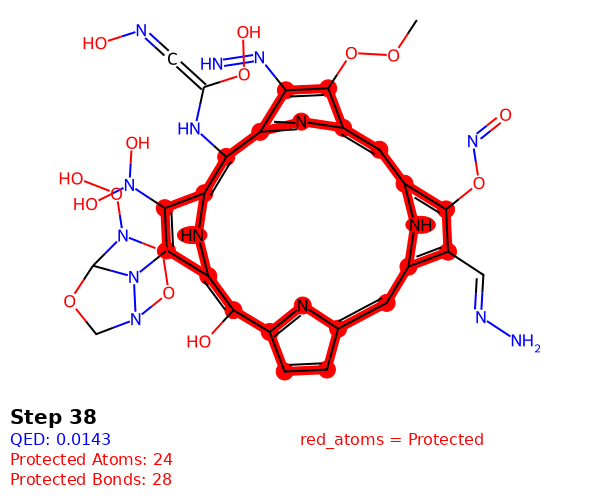 HO
N
C
OH
O
HN=N
O
O
HN
N
O
N
OH
HO
N
O
HO
HN
NH
O
N
N
O
O
N
N
HO
N
NH2
Step 38
QED: 0.0143
Protected Atoms: 24
red_atoms = Protected
Protected Bonds: 28